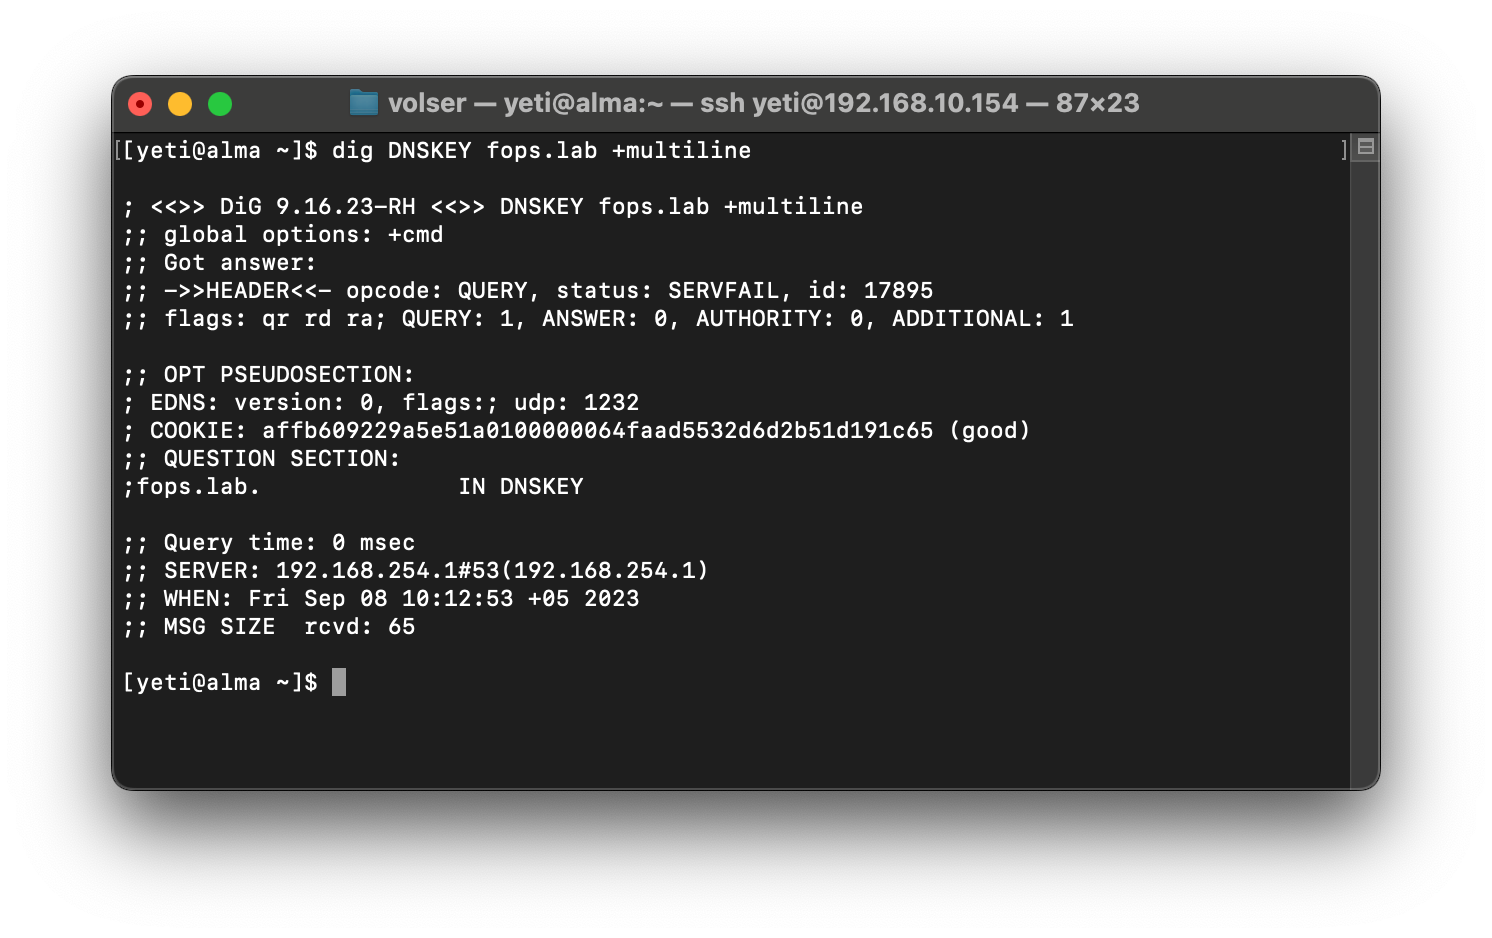 volser — yeti@alma:~ — ssh yeti@192.168.10.154 — 87×23
[[yeti@alma ~]$ dig DNSKEY fops.lab +multiline ]
; <<>> DiG 9.16.23-RH <<>> DNSKEY fops.lab +multiline
;; global options: +cmd
;; Got answer:
;; ->>HEADER<<- opcode: QUERY, status: SERVFAIL, id: 17895
;; flags: qr rd ra; QUERY: 1, ANSWER: 0, AUTHORITY: 0, ADDITIONAL: 1
;; OPT PSEUDOSECTION:
; EDNS: version: 0, flags:; udp: 1232
; COOKIE: affb609229a5e51a0100000064faad5532d6d2b51d191c65 (good)
;; QUESTION SECTION:
;fops.lab. IN DNSKEY
;; Query time: 0 msec
;; SERVER: 192.168.254.1#53(192.168.254.1)
;; WHEN: Fri Sep 08 10:12:53 +05 2023
;; MSG SIZE  rcvd: 65
[yeti@alma ~]$